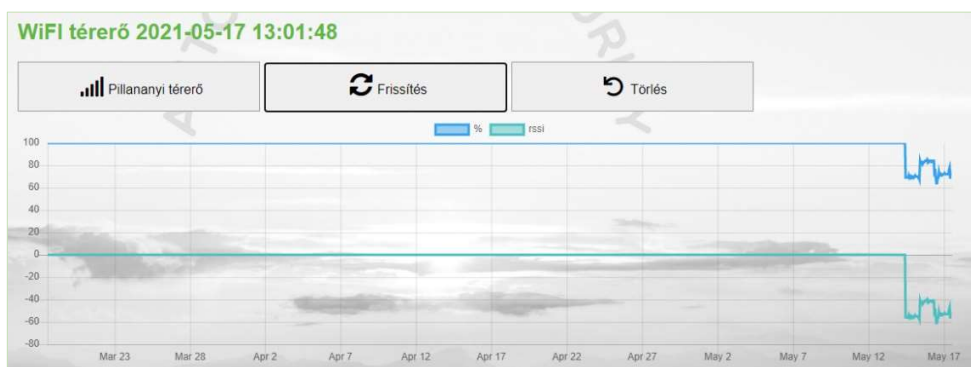 WiFI térerő 2021-05-17 13:01:48
Pillananyi térerő Frissítés Törlés
% rssi
100
80
60
40
20
0
-20
-40
-60
-80
Mar 23 Mar 28 Apr 2 Apr 7 Apr 12 Apr 17 Apr 22 Apr 27 May 2 May 7 May 12 May 17